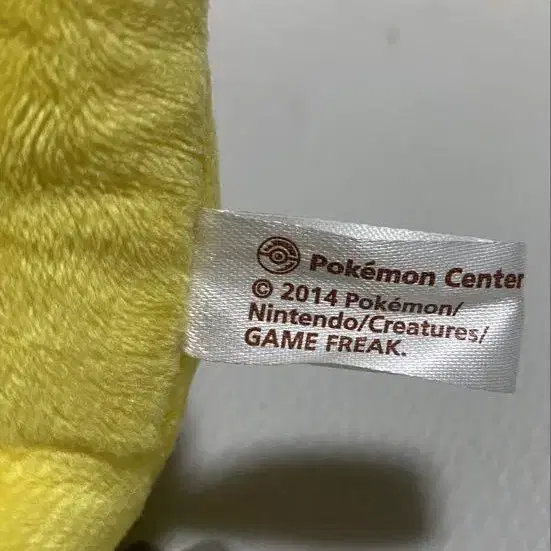 Pokémon Center
© 2014 Pokémon/
Nintendo/Creatures/
GAME FREAK.